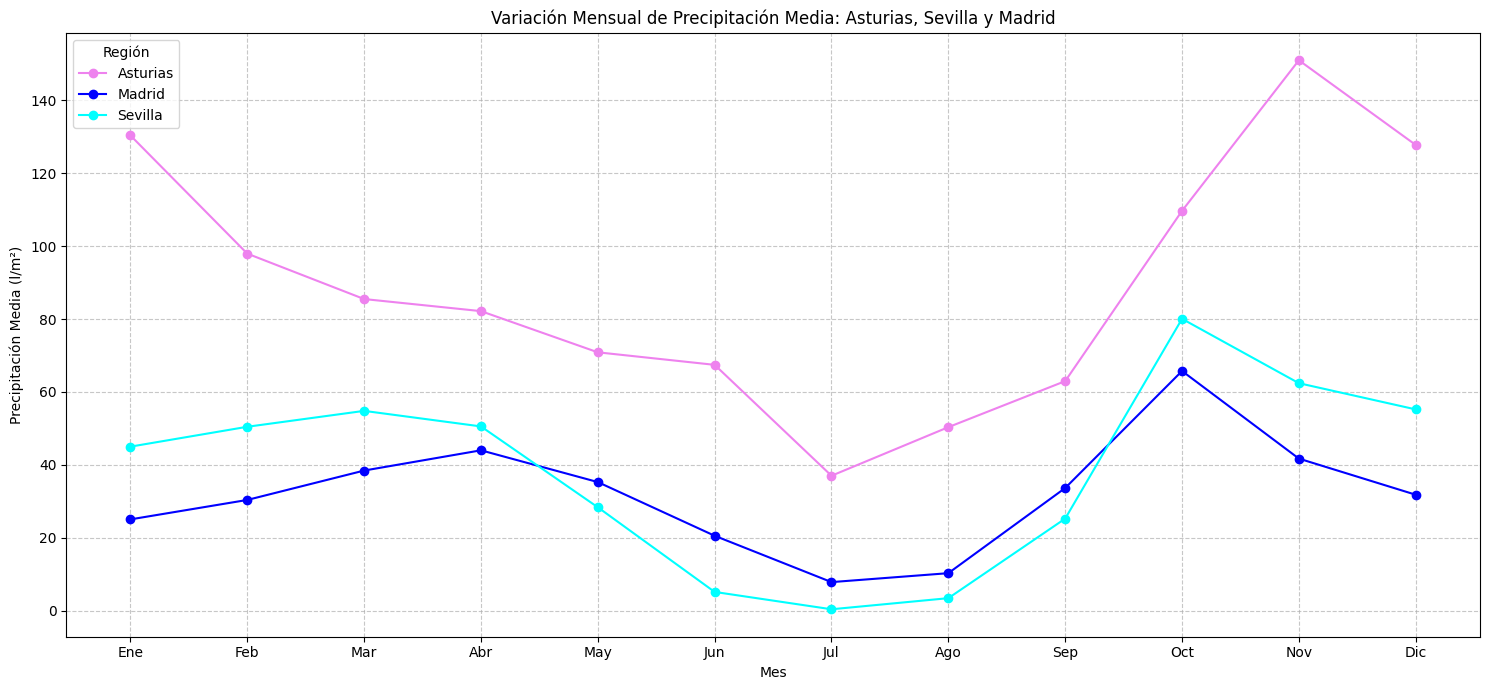 Variación Mensual de Precipitación Media: Asturias, Sevilla y Madrid
Región
Asturias
Madrid
Sevilla
Precipitación Media (l/m²)
140
120
100
80
60
40
20
0
Ene Feb Mar Abr May Jun Jul Ago Sep Oct Nov Dic
Mes